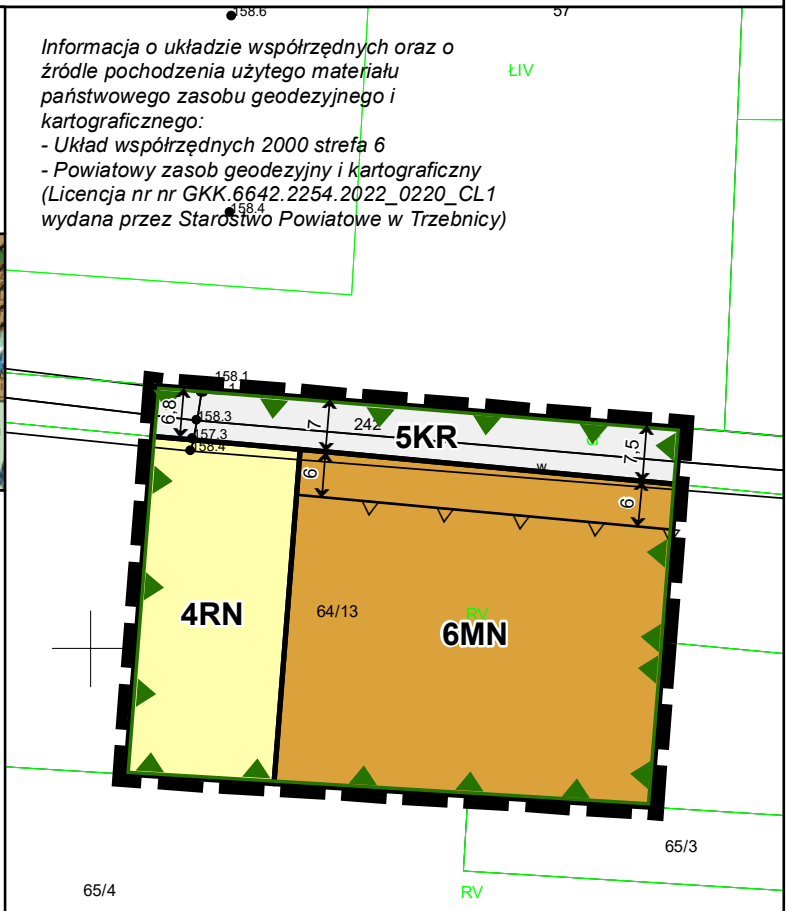 158.6
57
Informacja o układzie współrzędnych oraz o
źródle pochodzenia użytego materiału
państwowego zasobu geodezyjnego i
kartograficznego:
- Układ współrzędnych 2000 strefa 6
- Powiatowy zasob geodezyjny i kartograficzny
(Licencja nr nr GKK.6642.2254.2022_0220_CL1
wydana przez Starostwo Powiatowe w Trzebnicy)
ŁIV
158.4
158.1
6,8
158.3
7
242
5KR
7,5
157.3
158.4
w
6
6
4RN
64/13
RV
6MN
65/3
65/4
RV